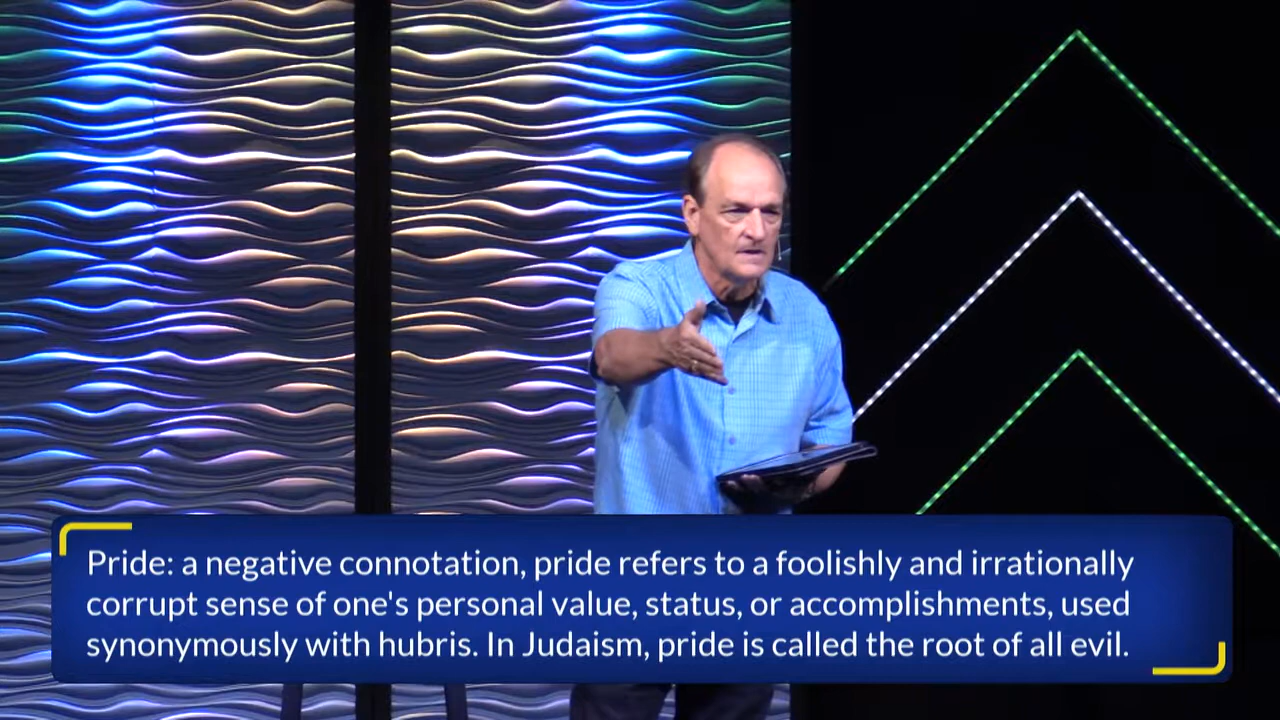 Pride: a negative connotation, pride refers to a foolishly and irrationally
corrupt sense of one's personal value, status, or accomplishments, used
synonymously with hubris. In Judaism, pride is called the root of all evil.